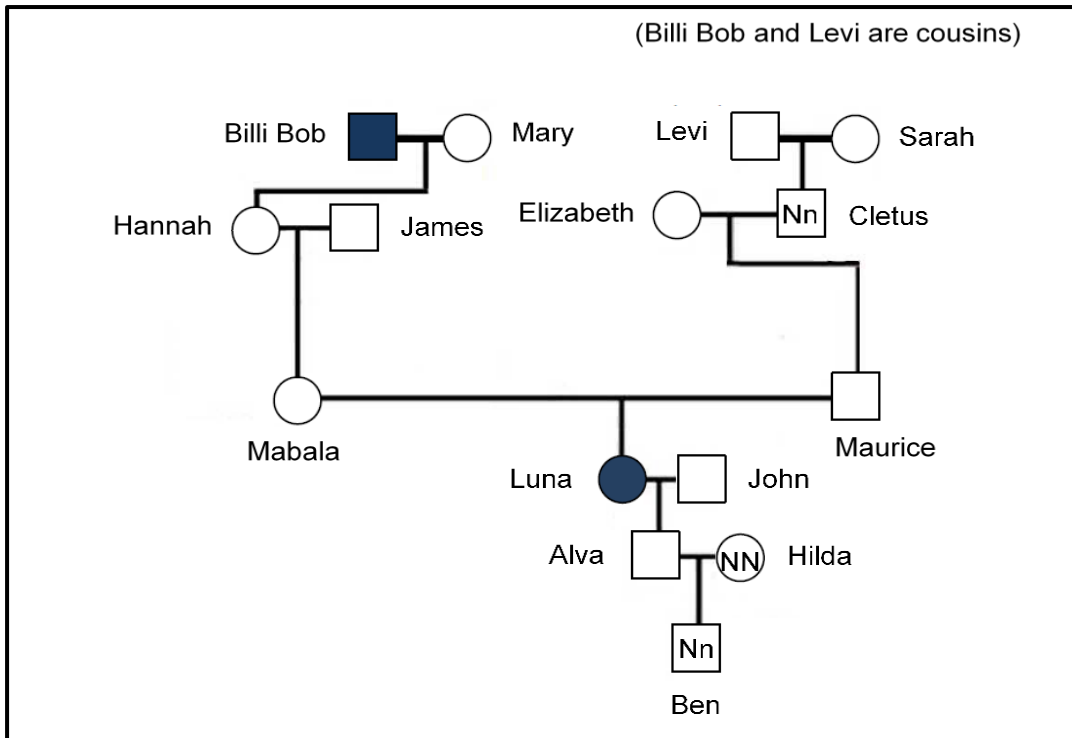 (Billi Bob and Levi are cousins)
Billi Bob
Mary
Levi
Sarah
Hannah
James
Elizabeth
Nn
Cletus
Mabala
Maurice
Luna
John
Alva
NN
Hilda
Nn
Ben